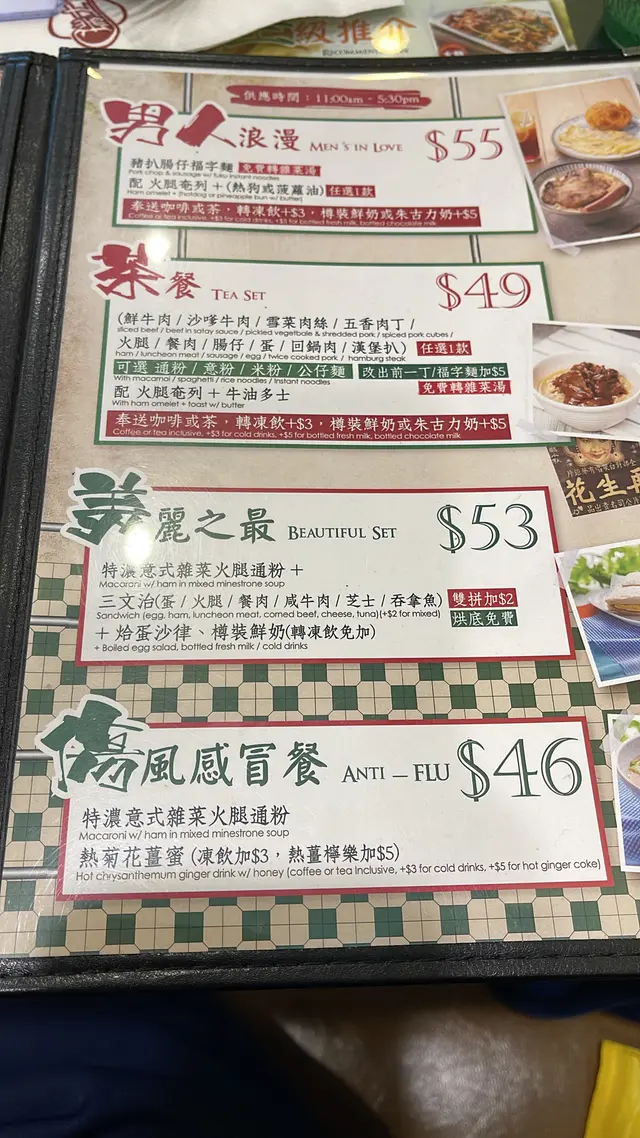 級推介
供應時間：11:00am - 5:30pm
男人浪漫 MEN'S IN LOVE $55
豬扒腸仔福字麵 免費轉雜菜湯
Pork chop & sausage w/ fuku instant noodles
配 火腿奄列＋(熱狗或菠蘿油) 任選1款
Ham omelet + (hotdog or pineapple bun w/ butter)
奉送咖啡或茶，轉凍飲+$3，樽裝鮮奶或朱古力奶+$5
Coffee or tea inclusive, +$3 for cold drinks, +$5 for bottled fresh milk, bottled chocolate milk
茶餐 TEA SET $49
(鮮牛肉 / 沙嗲牛肉 / 雪菜肉絲 / 五香肉丁 /
sliced beef / beef in satay sauce / pickled vegetbale & shredded pork / spiced pork cubes /
火腿 / 餐肉 / 腸仔 / 蛋 / 回鍋肉 / 漢堡扒) 任選1款
ham / luncheon meat / sausage / egg / twice cooked pork / hamburg steak
可選 通粉 / 意粉 / 米粉 / 公仔麵 改出前一丁/福字麵加$5
With macaroi / spaghetti / rice noodles / Instant noodles 免費轉雜菜湯
配 火腿奄列＋牛油多士
With ham omelet + toast w/ butter
奉送咖啡或茶，轉凍飲+$3，樽裝鮮奶或朱古力奶+$5
Coffee or tea inclusive, +$3 for cold drinks, +$5 for bottled fresh milk, bottled chocolate milk
花生再
美麗之最 BEAUTIFUL SET $53
特濃意式雜菜火腿通粉＋
Macaroni w/ ham in mixed minestrone soup
三文治(蛋 / 火腿 / 餐肉 / 咸牛肉 / 芝士 / 吞拿魚) 雙拼加$2
Sandwich (egg, ham, luncheon meat, corned beef, cheese, tuna)(+$2 for mixed) 烘底免費
＋烚蛋沙律、樽裝鮮奶(轉凍飲免加)
+ Boiled egg salad, bottled fresh milk / cold drinks
傷風感冒餐 ANTI – FLU $46
特濃意式雜菜火腿通粉
Macaroni w/ ham in mixed minestrone soup
熱菊花薑蜜 (凍飲加$3，熱薑檸樂加$5)
Hot chrysanthemum ginger drink w/ honey (coffee or tea Inclusive, +$3 for cold drinks, +$5 for hot ginger coke)